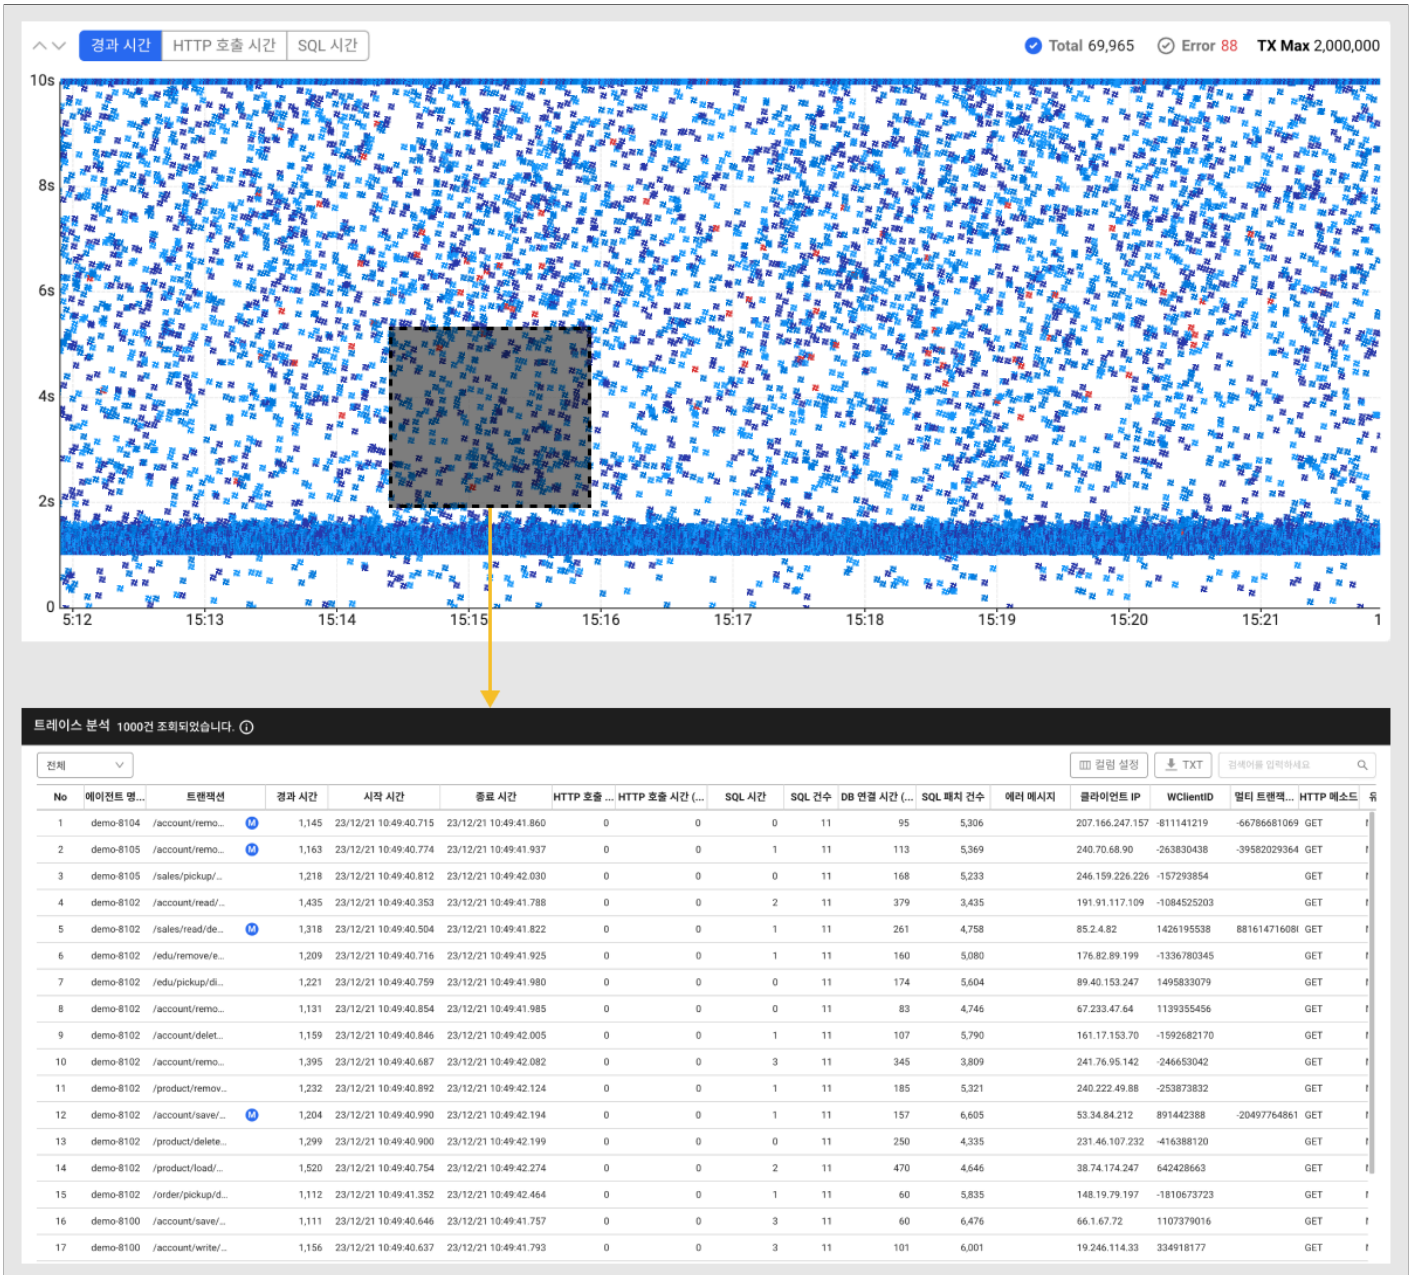 경과 시간 HTTP 호출 시간 SQL 시간 Total 69,965 Error 88 TX Max 2,000,000
10s
8s
6s
4s
2s
0
5:12 15:13 15:14 15:15 15:16 15:17 15:18 15:19 15:20 15:21 1
트레이스 분석 1000건 조회되었습니다.
전체 컬럼 설정 TXT 검색어를 입력하세요
No 에이전트 명... 트랜잭션 경과 시간 시작 시간 종료 시간 HTTP 호출 ... HTTP 호출 시간 (... SQL 시간 SQL 건수 DB 연결 시간 (... SQL 패치 건수 에러 메시지 클라이언트 IP WClientID 멀티 트랜잭... HTTP 메소드 유
1 demo-8104 /account/remo... M 1,145 23/12/21 10:49:40.715 23/12/21 10:49:41.860 0 0 0 11 95 5,306 207.166.247.157 -811141219 -66786681069 GET
2 demo-8105 /account/remo... M 1,163 23/12/21 10:49:40.774 23/12/21 10:49:41.937 0 0 1 11 113 5,369 240.70.68.90 -263830438 -39582029364 GET
3 demo-8105 /sales/pickup/... 1,218 23/12/21 10:49:40.812 23/12/21 10:49:42.030 0 0 0 11 168 5,233 246.159.226.226 -157293854 GET
4 demo-8102 /account/read/... 1,435 23/12/21 10:49:40.353 23/12/21 10:49:41.788 0 0 2 11 379 3,435 191.91.117.109 -1084525203 GET
5 demo-8102 /sales/read/de... M 1,318 23/12/21 10:49:40.504 23/12/21 10:49:41.822 0 0 1 11 261 4,758 85.2.4.82 1426195538 GET
6 demo-8102 /edu/remove/e... 1,209 23/12/21 10:49:40.716 23/12/21 10:49:41.925 0 0 1 11 160 5,080 176.82.89.199 -1336780345 GET
7 demo-8102 /edu/pickup/di... 1,221 23/12/21 10:49:40.759 23/12/21 10:49:41.980 0 0 0 11 174 5,604 89.40.153.247 1495833079 GET
8 demo-8102 /account/remo... 1,131 23/12/21 10:49:40.854 23/12/21 10:49:41.985 0 0 0 11 83 4,746 67.233.47.64 1139355456 GET
9 demo-8102 /account/delet... 1,159 23/12/21 10:49:40.846 23/12/21 10:49:42.005 0 0 1 11 107 5,790 161.17.153.70 -1592682170 GET
10 demo-8102 /account/remo... 1,395 23/12/21 10:49:40.687 23/12/21 10:49:42.082 0 0 3 11 345 3,809 241.76.95.142 -246653042 GET
11 demo-8102 /product/remov... 1,232 23/12/21 10:49:40.892 23/12/21 10:49:42.124 0 0 1 11 185 5,321 240.222.49.88 -253873832 GET
12 demo-8102 /account/save/... M 1,204 23/12/21 10:49:40.990 23/12/21 10:49:42.194 0 0 1 11 157 6,605 53.34.84.212 891442388 -20497764861 GET
13 demo-8102 /product/delete... 1,299 23/12/21 10:49:40.900 23/12/21 10:49:42.199 0 0 0 11 250 4,335 231.46.107.232 -416388120 GET
14 demo-8102 /product/load/... 1,520 23/12/21 10:49:40.754 23/12/21 10:49:42.274 0 0 2 11 470 4,646 38.74.174.247 642428663 GET
15 demo-8102 /order/pickup/d... 1,112 23/12/21 10:49:41.352 23/12/21 10:49:42.464 0 0 1 11 60 5,835 148.19.79.197 -1810673723 GET
16 demo-8100 /account/save/... 1,111 23/12/21 10:49:40.646 23/12/21 10:49:41.757 0 0 3 11 60 6,476 66.1.67.72 1107379016 GET
17 demo-8100 /account/write/... 1,156 23/12/21 10:49:40.637 23/12/21 10:49:41.793 0 0 3 11 101 6,001 19.246.114.33 334918177 GET